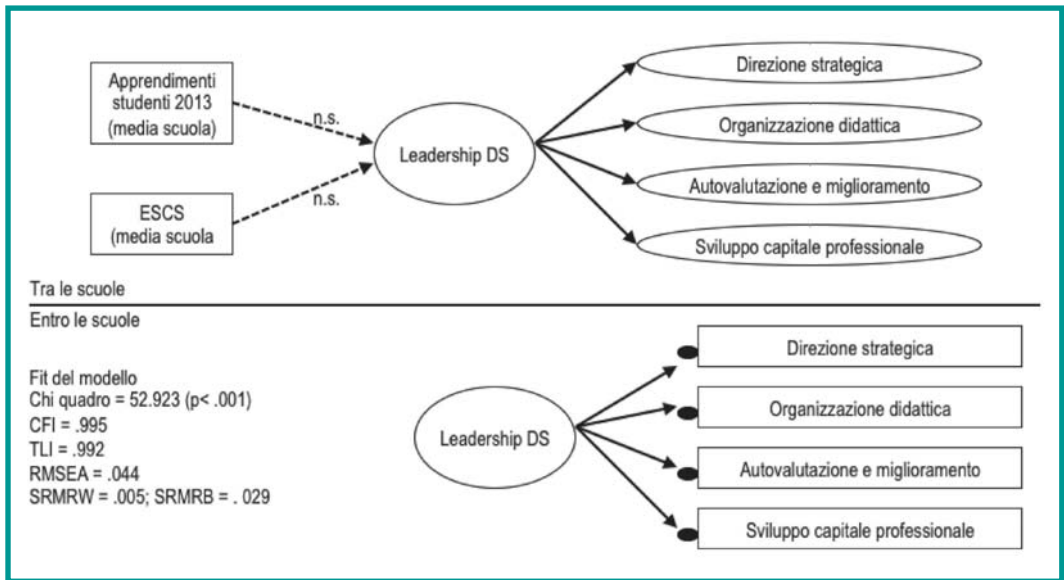 Apprendimenti
studenti 2013
(media scuola)
n.s.
ESCS
(media scuola
n.s.
Leadership DS
Direzione strategica
Organizzazione didattica
Autovalutazione e miglioramento
Sviluppo capitale professionale
Tra le scuole
Entro le scuole
Fit del modello
Chi quadro = 52.923 (p< .001)
CFI = .995
TLI = .992
RMSEA = .044
SRMRW = .005; SRMRB = . 029
Leadership DS
Direzione strategica
Organizzazione didattica
Autovalutazione e miglioramento
Sviluppo capitale professionale